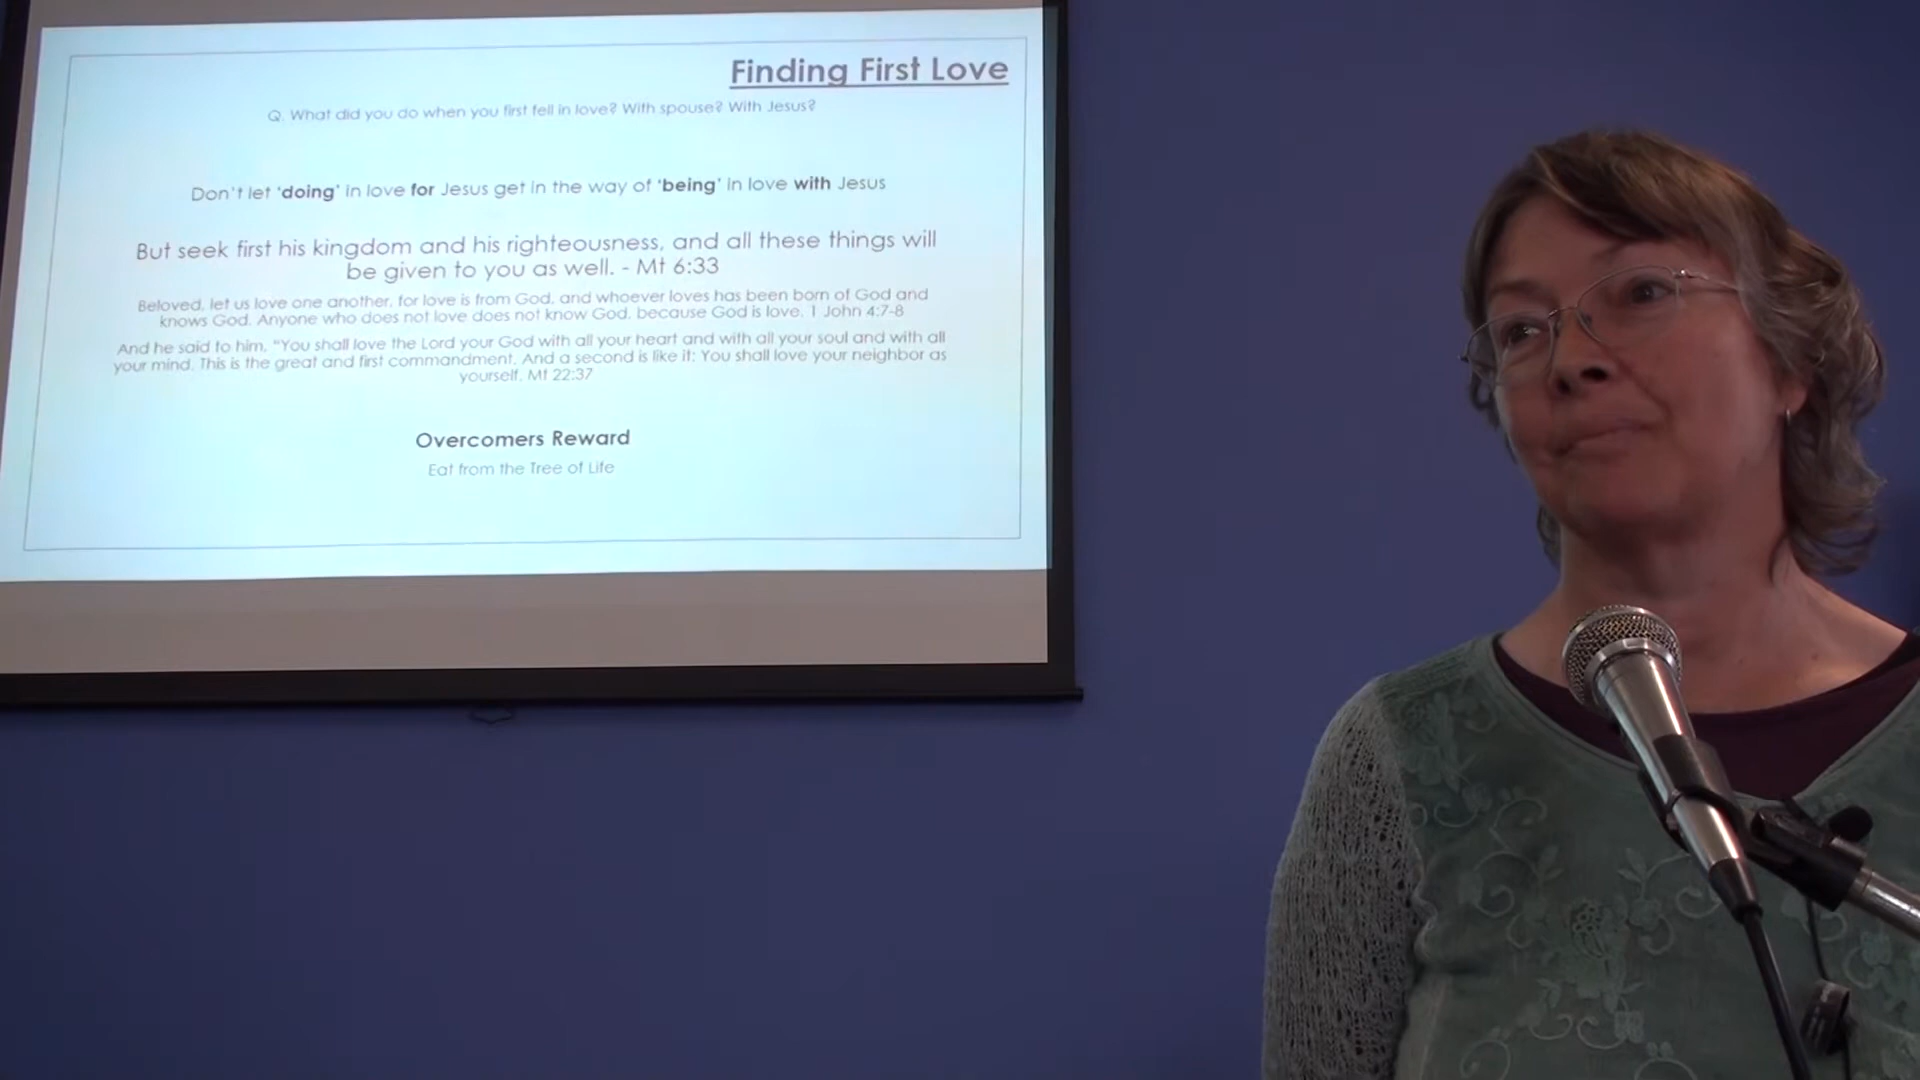 Finding First Love
Q. What did you do when you first fell in love? With spouse? With Jesus?
Don't let 'doing' in love for Jesus get in the way of 'being' in love with Jesus
But seek first his kingdom and his righteousness, and all these things will
be given to you as well. - Mt 6:33
Beloved, let us love one another, for love is from God, and whoever loves has been born of God and
knows God. Anyone who does not love does not know God, because God is love. 1 John 4:7-8
And he said to him, "You shall love the Lord your God with all your heart and with all your soul and with all
your mind. This is the great and first commandment. And a second is like it: You shall love your neighbor as
yourself. Mt 22:37
Overcomers Reward
Eat from the Tree of Life